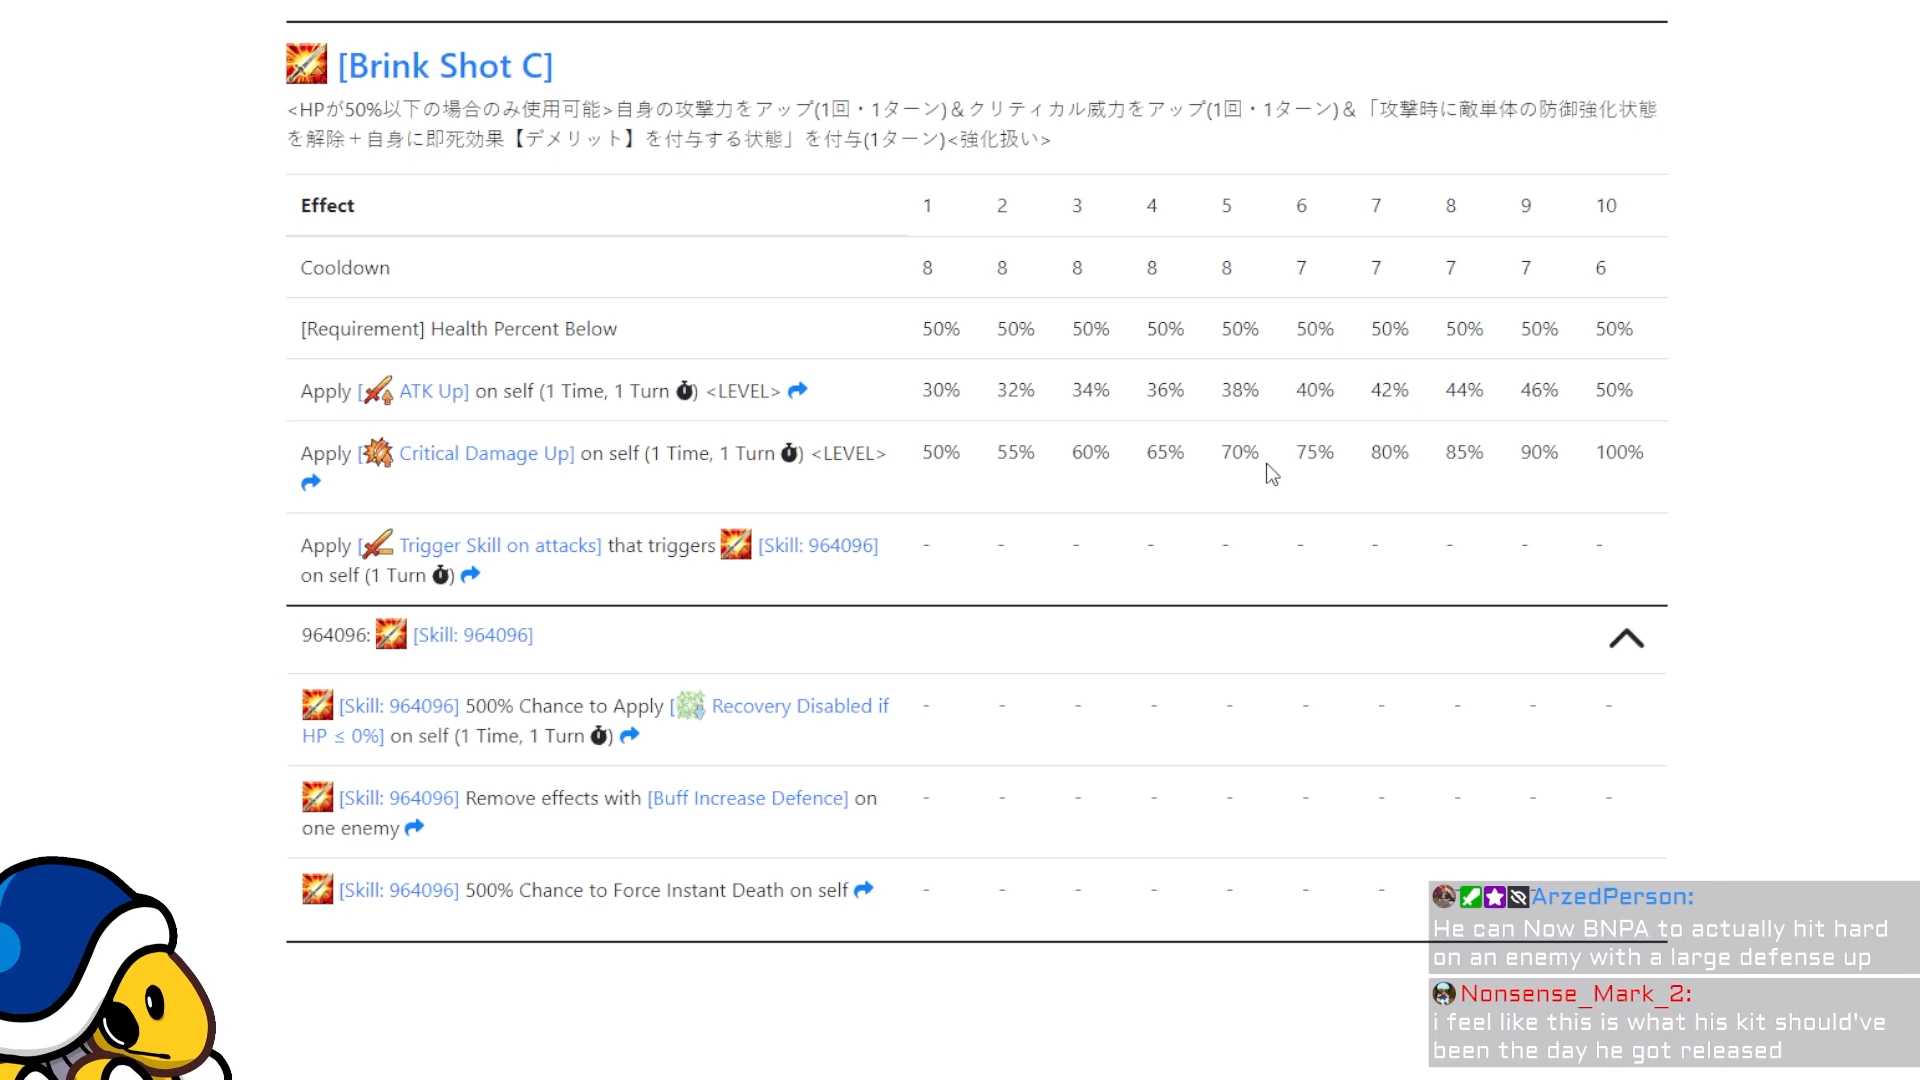 [Brink Shot C]
<HPが50%以下の場合のみ使用可能>自身の攻撃力をアップ(1回・1ターン)&クリティカル威力をアップ(1回・1ターン)&「攻撃時に敵単体の防御強化状態
を解除+自身に即死効果【デメリット】を付与する状態」を付与(1ターン)<強化扱い>
Effect 1 2 3 4 5 6 7 8 9 10
Cooldown 8 8 8 8 8 7 7 7 7 6
[Requirement] Health Percent Below 50% 50% 50% 50% 50% 50% 50% 50% 50% 50%
Apply [ATK Up] on self (1 Time, 1 Turn) <LEVEL> 30% 32% 34% 36% 38% 40% 42% 44% 46% 50%
Apply [Critical Damage Up] on self (1 Time, 1 Turn) <LEVEL> 50% 55% 60% 65% 70% 75% 80% 85% 90% 100%
Apply [Trigger Skill on attacks] that triggers [Skill: 964096] - - - - - - - - - -
on self (1 Turn)
964096: [Skill: 964096]
[Skill: 964096] 500% Chance to Apply [Recovery Disabled if - - - - - - - - - -
HP ≤ 0%] on self (1 Time, 1 Turn)
[Skill: 964096] Remove effects with [Buff Increase Defence] on - - - - - - - - - -
one enemy
[Skill: 964096] 500% Chance to Force Instant Death on self - - - - - - -
ArzedPerson:
He can Now BNPA to actually hit hard
on an enemy with a large defense up
Nonsense_Mark_2:
i feel like this is what his kit should've
been the day he got released